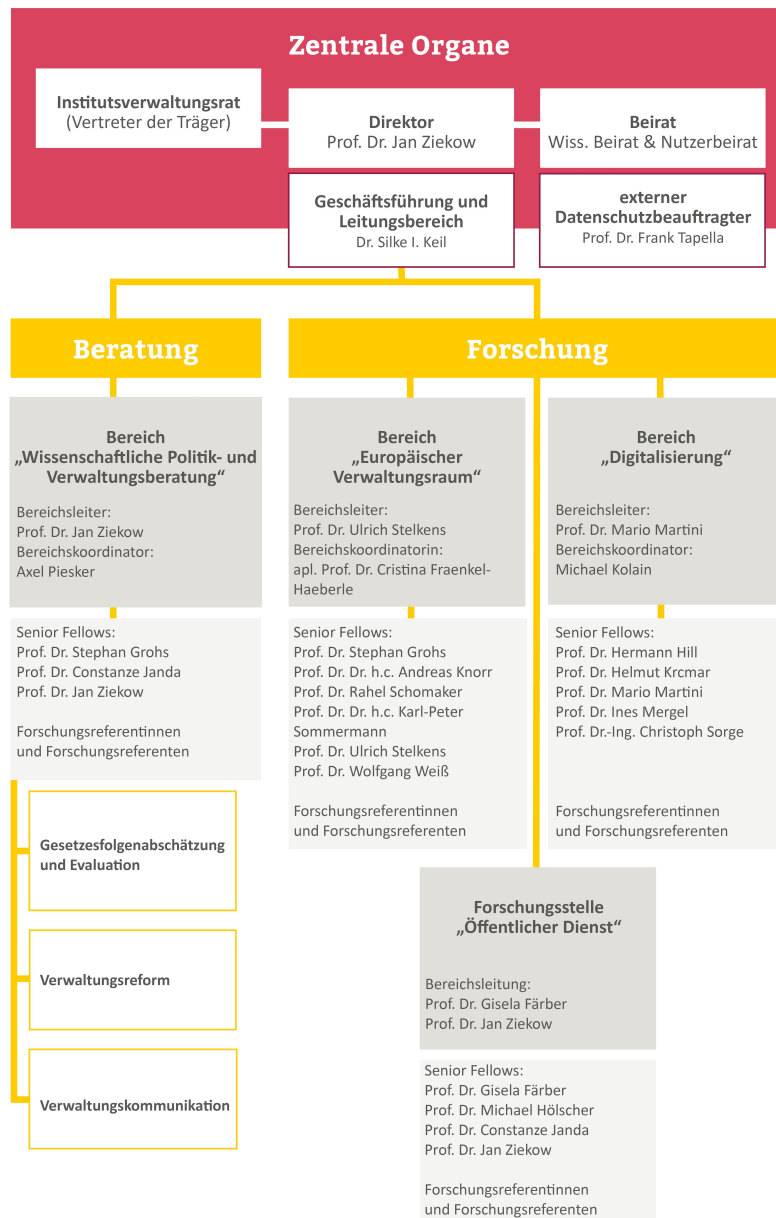 Zentrale Organe
Institutsverwaltungsrat
(Vertreter der Träger)
Direktor
Prof. Dr. Jan Ziekow
Beirat
Wiss. Beirat & Nutzerbeirat
Geschäftsführung und
Leitungsbereich
Dr. Silke I. Keil
externer
Datenschutzbeauftragter
Prof. Dr. Frank Tapella
Beratung
Forschung
Bereich
„Wissenschaftliche Politik- und
Verwaltungsberatung“
Bereichsleiter:
Prof. Dr. Jan Ziekow
Bereichskoordinator:
Axel Piesker
Senior Fellows:
Prof. Dr. Stephan Grohs
Prof. Dr. Constanze Janda
Prof. Dr. Jan Ziekow
Forschungsreferentinnen
und Forschungsreferenten
Gesetzesfolgenabschätzung
und Evaluation
Verwaltungsreform
Verwaltungskommunikation
Bereich
„Europäischer
Verwaltungsraum“
Bereichsleiter:
Prof. Dr. Ulrich Stelkens
Bereichskoordinatorin:
apl. Prof. Dr. Cristina Fraenkel-
Haeberle
Senior Fellows:
Prof. Dr. Stephan Grohs
Prof. Dr. Dr. h.c. Andreas Knorr
Prof. Dr. Rahel Schomaker
Prof. Dr. Dr. h.c. Karl-Peter
Sommermann
Prof. Dr. Ulrich Stelkens
Prof. Dr. Wolfgang Weiß
Forschungsreferentinnen
und Forschungsreferenten
Bereich
„Digitalisierung“
Bereichsleiter:
Prof. Dr. Mario Martini
Bereichskoordinator:
Michael Kolain
Senior Fellows:
Prof. Dr. Hermann Hill
Prof. Dr. Helmut Krcmar
Prof. Dr. Mario Martini
Prof. Dr. Ines Mergel
Prof. Dr.-Ing. Christoph Sorge
Forschungsreferentinnen
und Forschungsreferenten
Forschungsstelle
„Öffentlicher Dienst“
Bereichsleitung:
Prof. Dr. Gisela Färber
Prof. Dr. Jan Ziekow
Senior Fellows:
Prof. Dr. Gisela Färber
Prof. Dr. Michael Hölscher
Prof. Dr. Constanze Janda
Prof. Dr. Jan Ziekow
Forschungsreferentinnen
und Forschungsreferenten